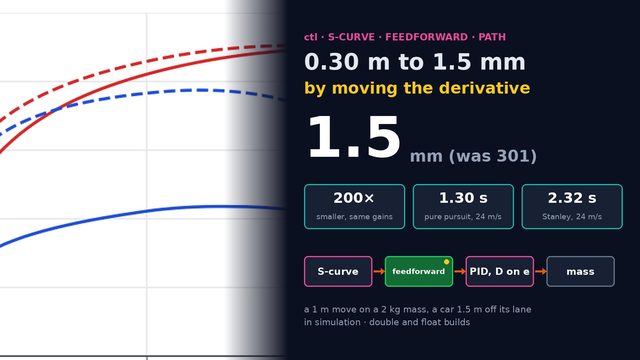 ctl · S-CURVE · FEEDFORWARD · PATH
0.30 m to 1.5 mm
by moving the derivative
1.5 mm (was 301)
200× 1.30 s 2.32 s
smaller, same gains pure pursuit, 24 m/s Stanley, 24 m/s
S-curve feedforward PID, D on e mass
a 1 m move on a 2 kg mass, a car 1.5 m off its lane
in simulation · double and float builds